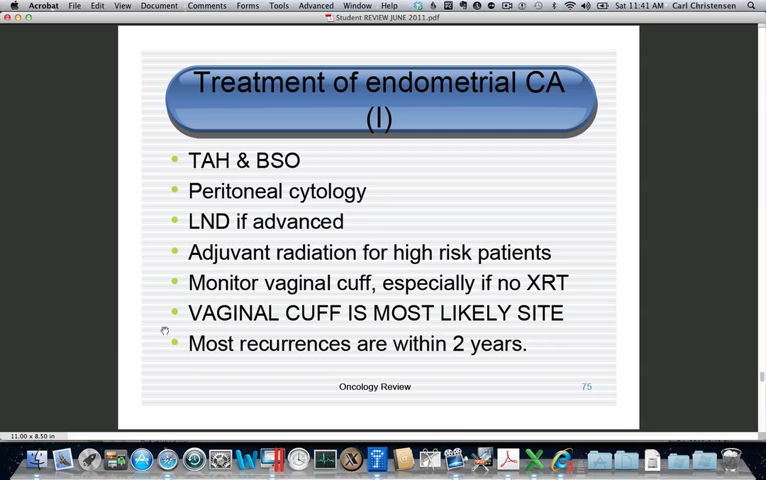 Acrobat File Edit View Document Comments Forms Tools Advanced Window Help Sat 11:41 AM Carl Christensen
Student REVIEW JUNE 2011.pdf
Treatment of endometrial CA
(I)
TAH & BSO
Peritoneal cytology
LND if advanced
Adjuvant radiation for high risk patients
Monitor vaginal cuff, especially if no XRT
VAGINAL CUFF IS MOST LIKELY SITE
Most recurrences are within 2 years.
Oncology Review 75
11.00 x 8.50 in